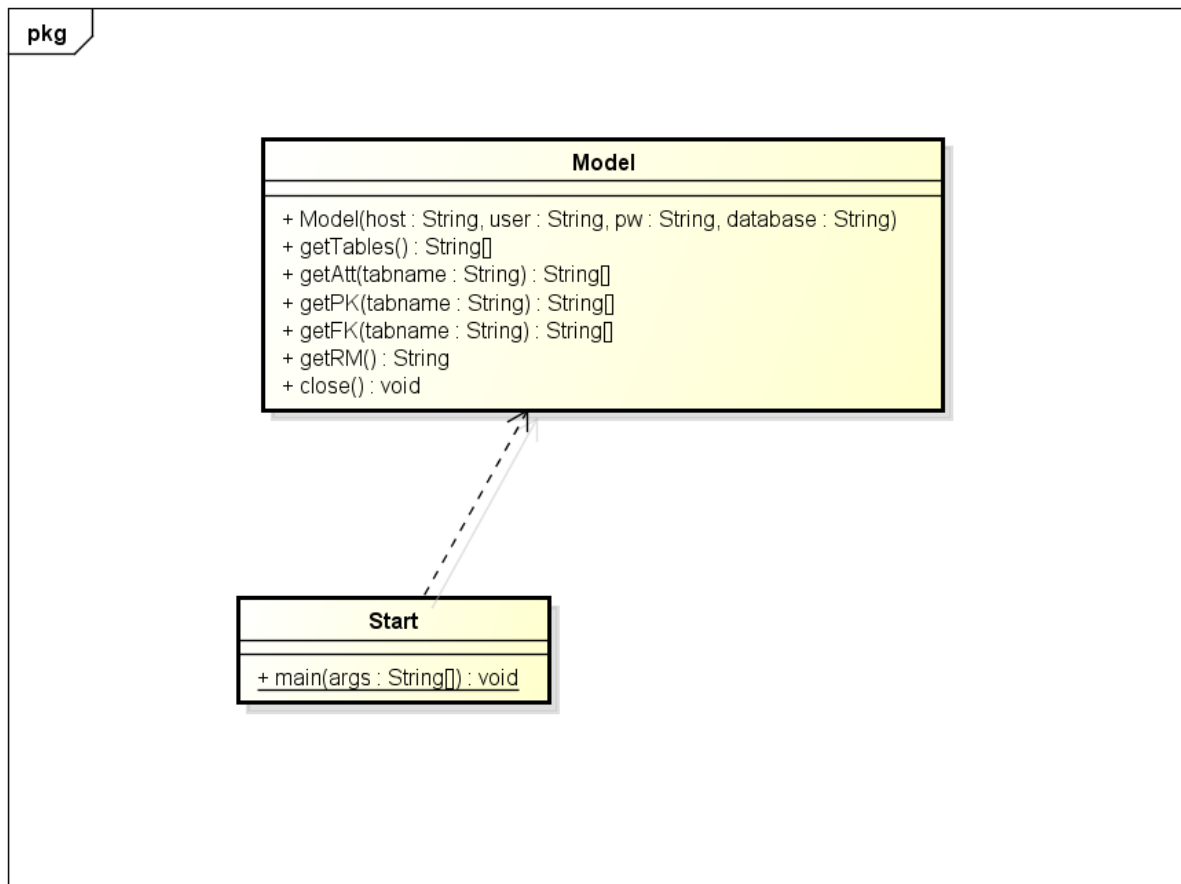 pkg
Model
+ Model(host : String, user : String, pw : String, database : String)
+ getTables() : String[]
+ getAtt(tabname : String) : String[]
+ getPK(tabname : String) : String[]
+ getFK(tabname : String) : String[]
+ getRM() : String
+ close() : void
Start
+ main(args : String[]) : void